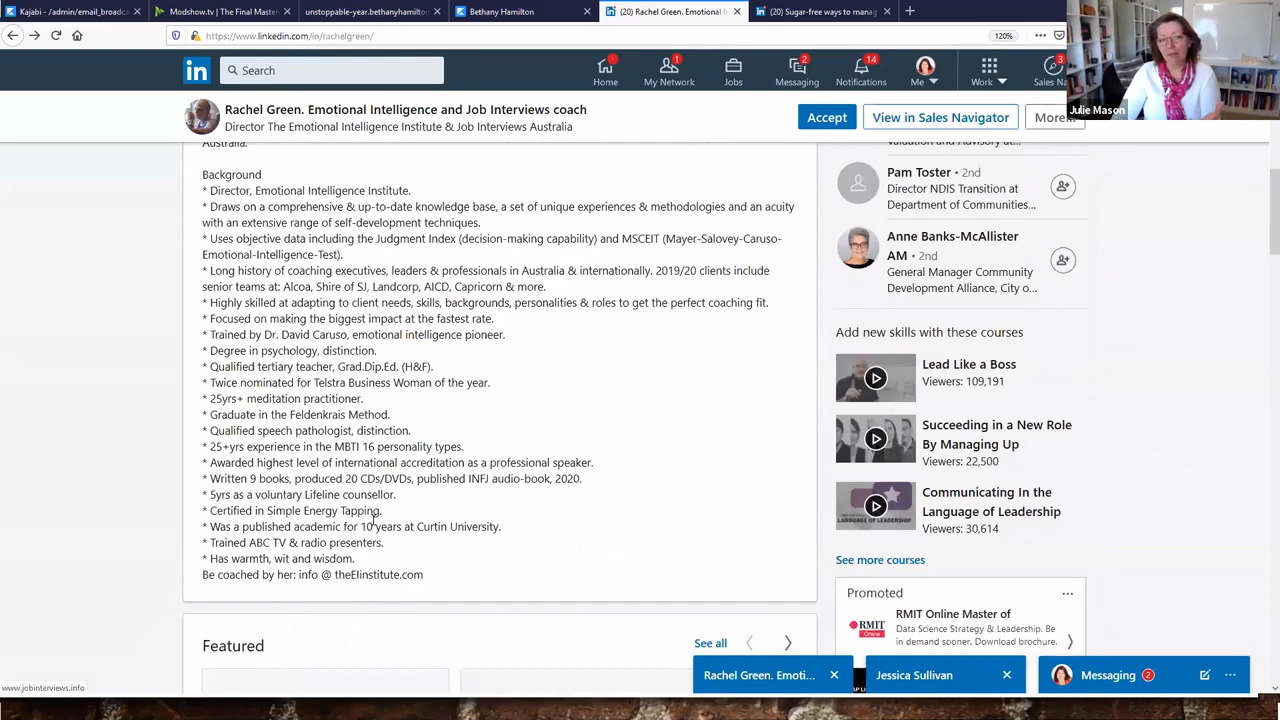 Kajabi - /admin/email_broadca
Modshow.tv | The Final Master
unstoppable-year.bethanyhamilton
Bethany Hamilton
(20) Rachel Green. Emotional In
(20) Sugar-free ways to manag
https://www.linkedin.com/in/rachelgreen/
120%
in
Search
Home
My Network
1
Jobs
Messaging
2
Notifications
14
Me
Work
Sales Na
3
Julie Mason
Rachel Green. Emotional Intelligence and Job Interviews coach
Director The Emotional Intelligence Institute & Job Interviews Australia
Accept
View in Sales Navigator
More...
Australia.
Background
* Director, Emotional Intelligence Institute.
* Draws on a comprehensive & up-to-date knowledge base, a set of unique experiences & methodologies and an acuity
with an extensive range of self-development techniques.
* Uses objective data including the Judgment Index (decision-making capability) and MSCEIT (Mayer-Salovey-Caruso-
Emotional-Intelligence-Test).
* Long history of coaching executives, leaders & professionals in Australia & internationally. 2019/20 clients include
senior teams at: Alcoa, Shire of SJ, Landcorp, AICD, Capricorn & more.
* Highly skilled at adapting to client needs, skills, backgrounds, personalities & roles to get the perfect coaching fit.
* Focused on making the biggest impact at the fastest rate.
* Trained by Dr. David Caruso, emotional intelligence pioneer.
* Degree in psychology, distinction.
* Qualified tertiary teacher, Grad.Dip.Ed. (H&F).
* Twice nominated for Telstra Business Woman of the year.
* 25yrs+ meditation practitioner.
* Graduate in the Feldenkrais Method.
* Qualified speech pathologist, distinction.
* 25+yrs experience in the MBTI 16 personality types.
* Awarded highest level of international accreditation as a professional speaker.
* Written 9 books, produced 20 CDs/DVDs, published INFJ audio-book, 2020.
* 5yrs as a voluntary Lifeline counsellor.
* Certified in Simple Energy Tapping.
* Was a published academic for 10 years at Curtin University.
* Trained ABC TV & radio presenters.
* Has warmth, wit and wisdom.
Be coached by her: info @ theEIinstitute.com
Featured
See all
Valuation and Advisory at...
Pam Toster • 2nd
Director NDIS Transition at
Department of Communities...
Anne Banks-McAllister
AM • 2nd
General Manager Community
Development Alliance, City o...
Add new skills with these courses
Lead Like a Boss
Viewers: 109,191
Succeeding in a New Role
By Managing Up
Viewers: 22,500
LANGUAGE OF LEADERSHIP
Communicating In the
Language of Leadership
Viewers: 30,614
See more courses
Promoted
RMIT
Online
RMIT Online Master of
Data Science Strategy & Leadership. Be
in demand sooner. Download brochure.
Rachel Green. Emoti...
Jessica Sullivan
Messaging
2
www.jobinterviews.info